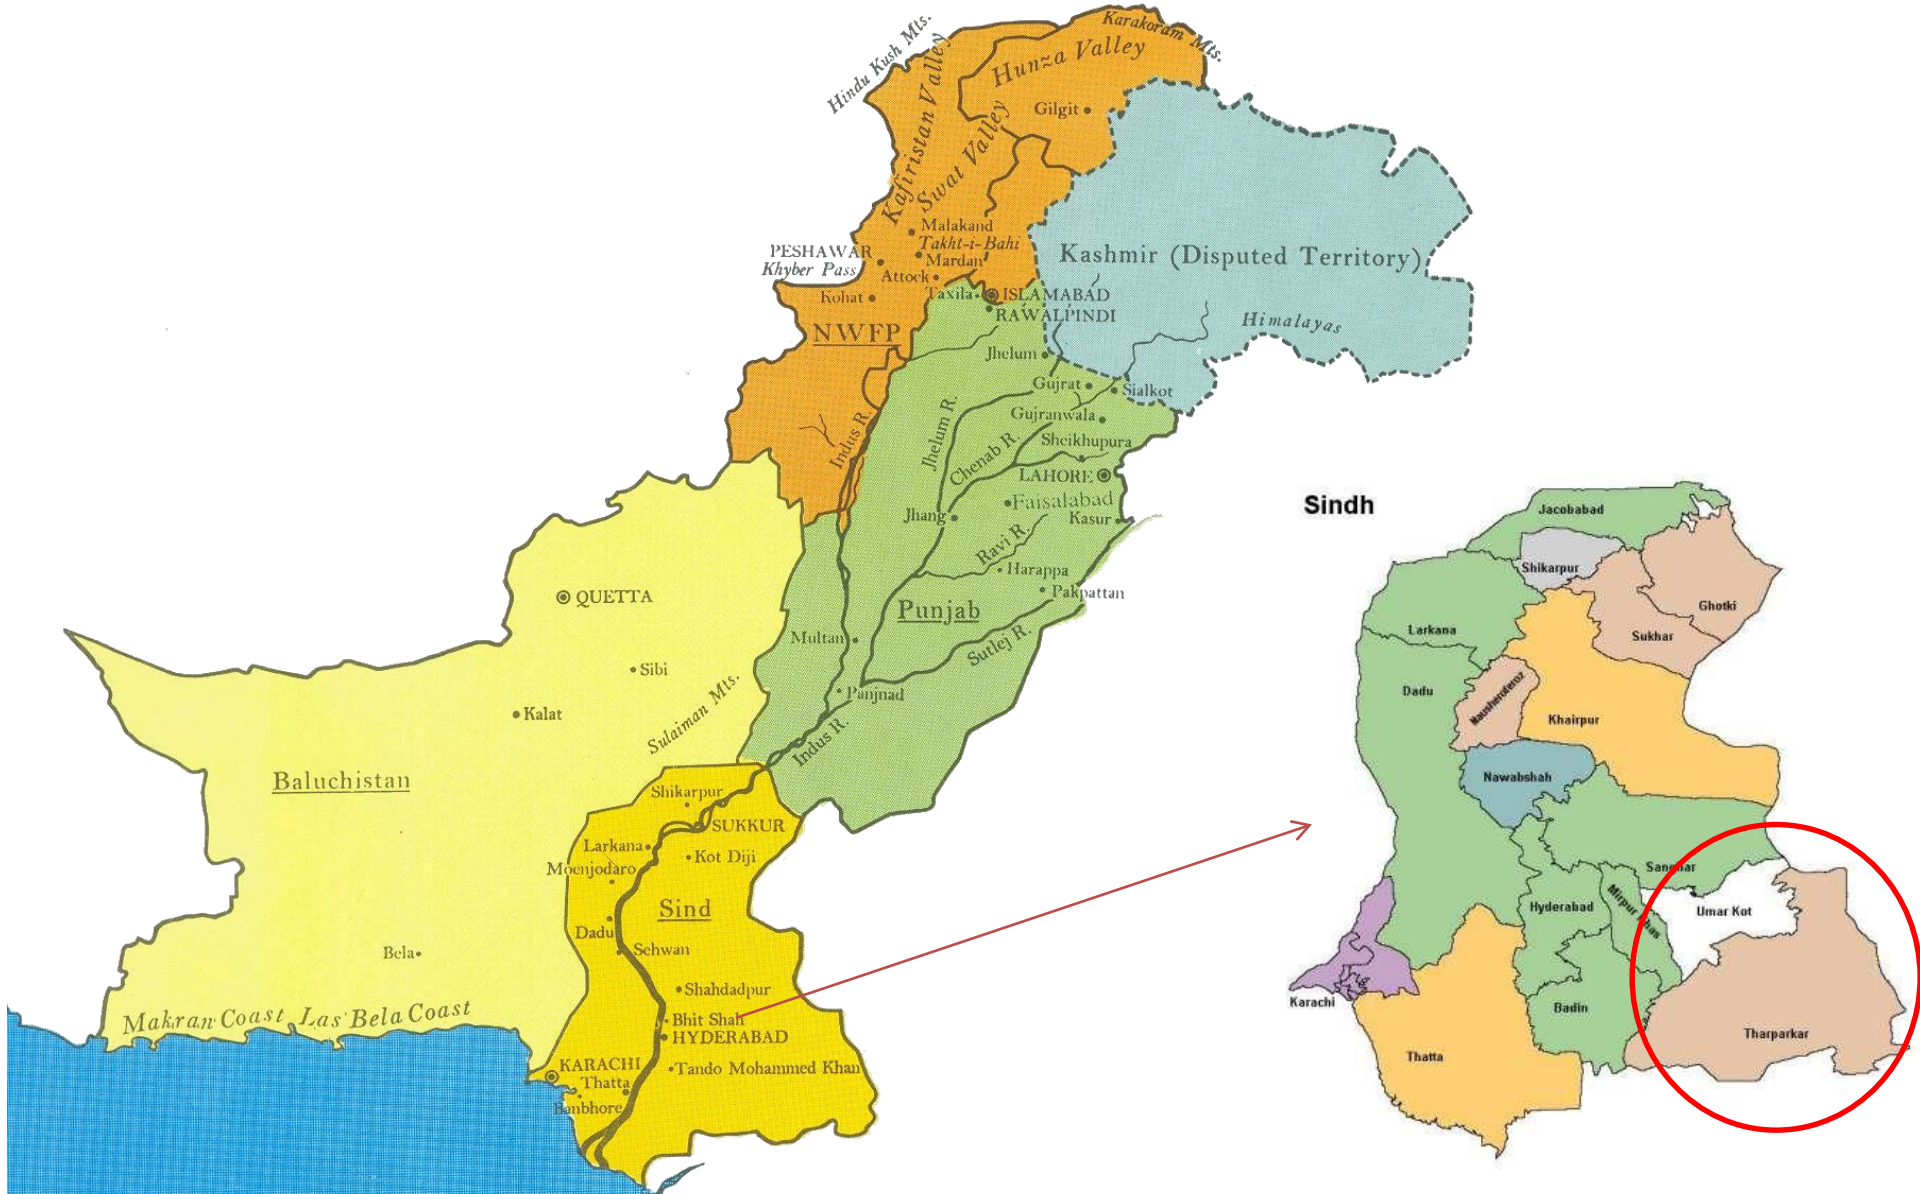 Karakoram Mts.
Hindu Kush Mts.
Hunza Valley
Kafiristan Valley
Gilgit
Swat Valley
Malakand
Takht-i-Bahi
PESHAWAR
Mardan
Khyber Pass
Attock
Kashmir (Disputed Territory)
Kohat
Taxila
ISLAMABAD
RAWALPINDI
NWFP
Himalayas
Jhelum
Gujrat
Sialkot
Gujranwala
Jhelum R.
Indus R.
Chenab R.
Sheikhupura
LAHORE
Faisalabad
Jhang
Kasur
Ravi R.
Harappa
Pakpattan
Punjab
QUETTA
Multan
Sutlej R.
Sibi
Panjnad
Kalat
Sulaiman Mts.
Indus R.
Baluchistan
Shikarpur
SUKKUR
Larkana
Kot Diji
Moenjodaro
Sind
Dadu
Sehwan
Bela
Shahdadpur
Makran Coast Las Bela Coast
Bhit Shah
HYDERABAD
KARACHI
Tando Mohammed Khan
Thatta
Banbhore
Sindh
Jacobabad
Shikarpur
Ghotki
Larkana
Sukhar
Dadu
Nausheroferoz
Khairpur
Nawabshah
Sanghar
Hyderabad
Mirpur Khas
Umar Kot
Karachi
Badin
Tharparkar
Thatta